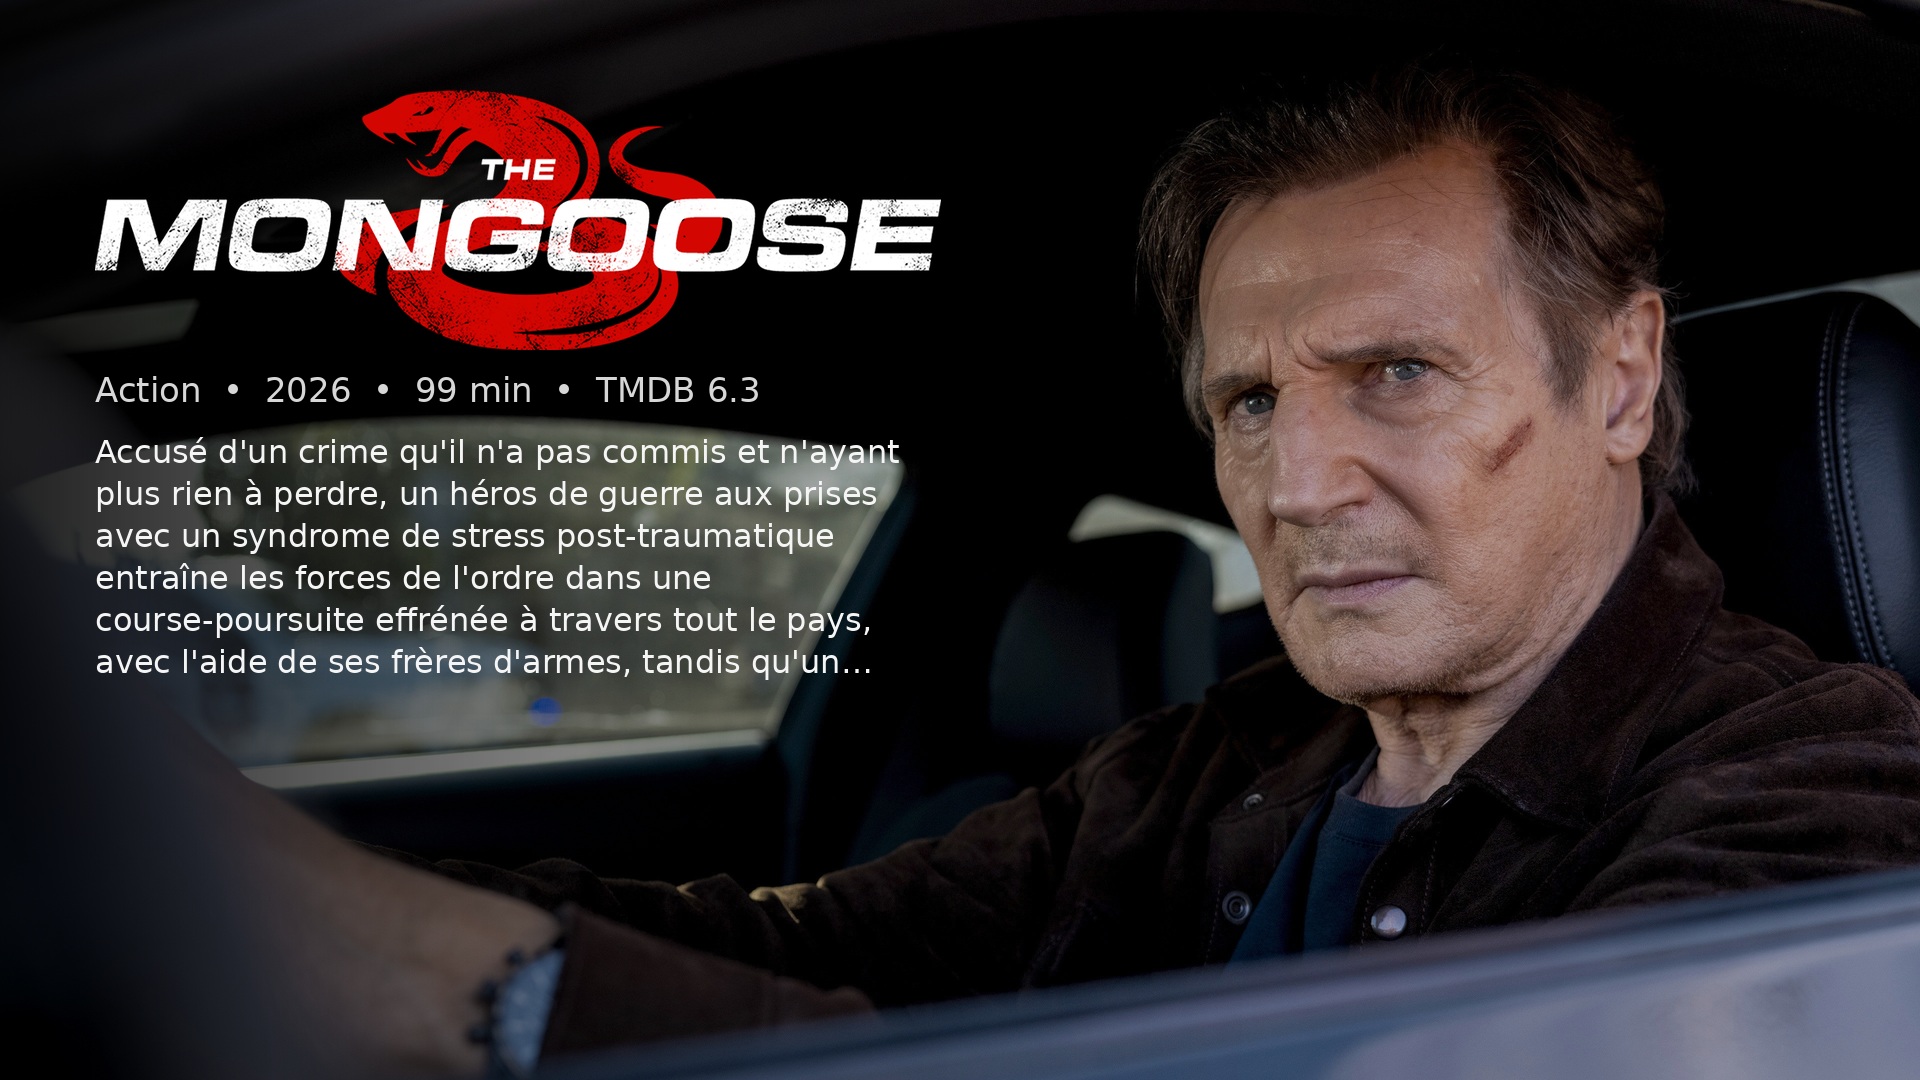 THE
MONGOOSE
Action • 2026 • 99 min • TMDB 6.3
Accusé d'un crime qu'il n'a pas commis et n'ayant
plus rien à perdre, un héros de guerre aux prises
avec un syndrome de stress post-traumatique
entraîne les forces de l'ordre dans une
course-poursuite effrénée à travers tout le pays,
avec l'aide de ses frères d'armes, tandis qu'un...